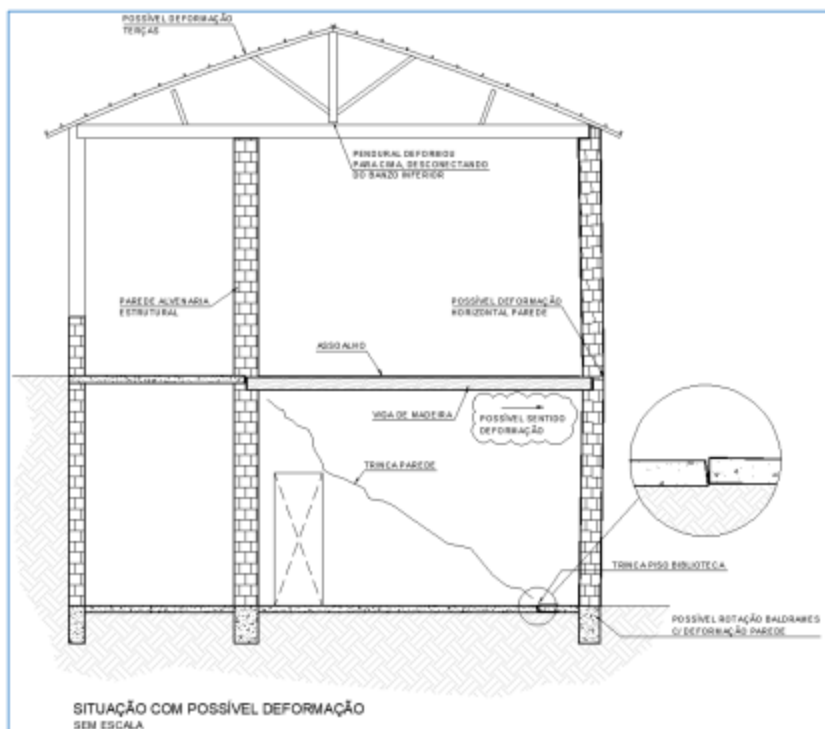 POSSÍVEL DEFORMAÇÃO
TERÇAS
PENDURAL DEFORMOU
PARA CIMA, DESCONECTANDO
DO BANZO INFERIOR
PAREDE ALVENARIA
ESTRUTURAL
POSSÍVEL DEFORMAÇÃO
HORIZONTAL PAREDE
ASSOALHO
VIGA DE MADEIRA
POSSÍVEL SENTIDO
DEFORMAÇÃO
TRINCA PAREDE
TRINCA PISO BIBLIOTECA
POSSÍVEL ROTAÇÃO BALDRAMES
C/ DEFORMAÇÃO PAREDE
SITUAÇÃO COM POSSÍVEL DEFORMAÇÃO
SEM ESCALA